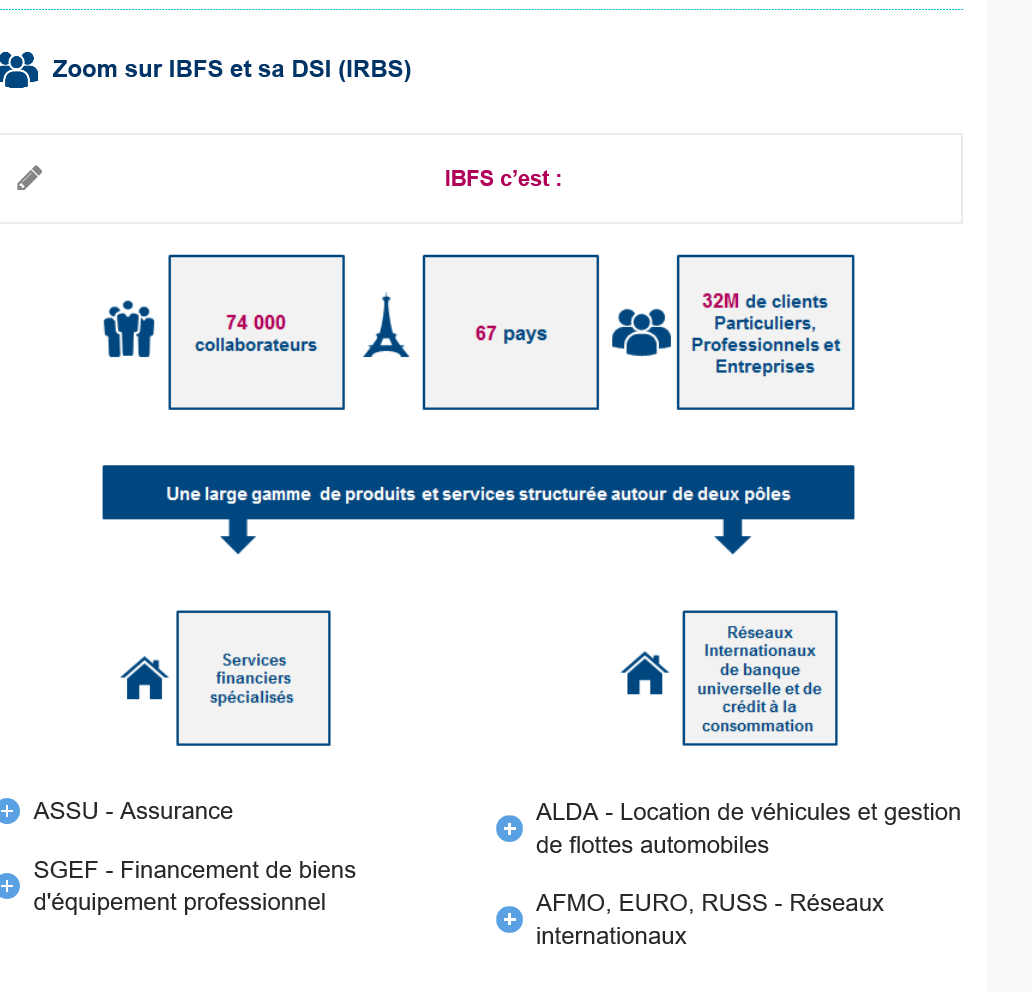 Zoom sur IBFS et sa DSI (IRBS)
IBFS c’est :
74 000
collaborateurs
67 pays
32M de clients
Particuliers,
Professionnels et
Entreprises
Une large gamme de produits et services structurée autour de deux pôles
Services
financiers
spécialisés
Réseaux
Internationaux
de banque
universelle et de
crédit à la
consommation
ASSU - Assurance
SGEF - Financement de biens
d'équipement professionnel
ALDA - Location de véhicules et gestion
de flottes automobiles
AFMO, EURO, RUSS - Réseaux
internationaux